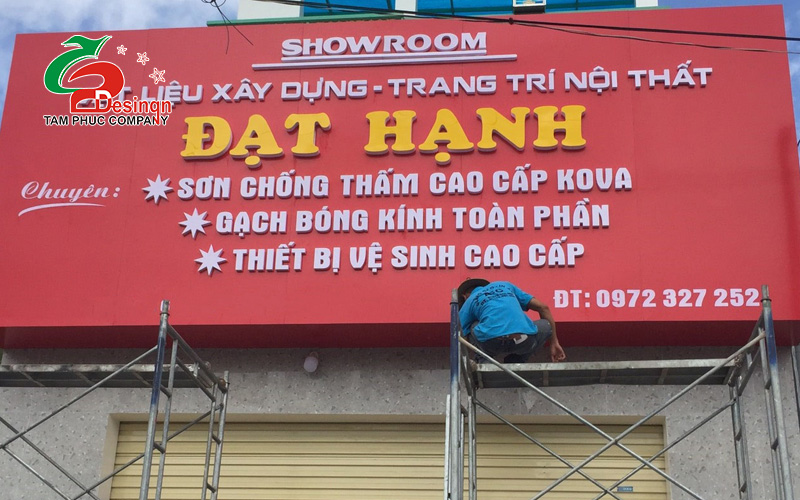 SHOWROOM
LIỆU XÂY DỰNG - TRANG TRÍ NỘI THẤT
Desinqn
TAM PHUC COMPANY
ĐẠT HẠNH
Chuyên:
SƠN CHỐNG THẤM CAO CẤP KOVA
GẠCH BÓNG KÍNH TOÀN PHẦN
THIẾT BỊ VỆ SINH CAO CẤP
ĐT: 0972 327 252